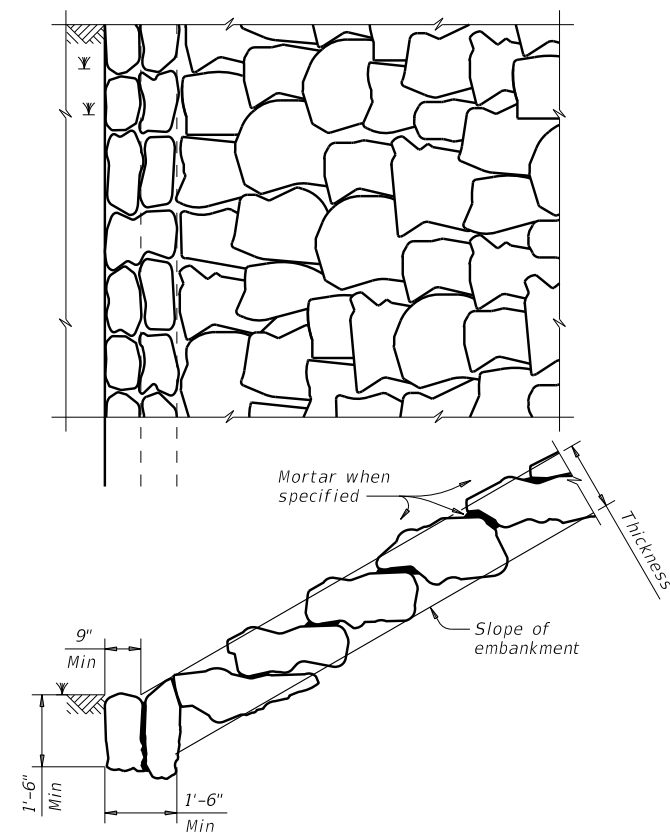 Mortar when
specified
Thickness
Slope of
embankment
9"
Min
1'-6"
Min
1'-6"
Min